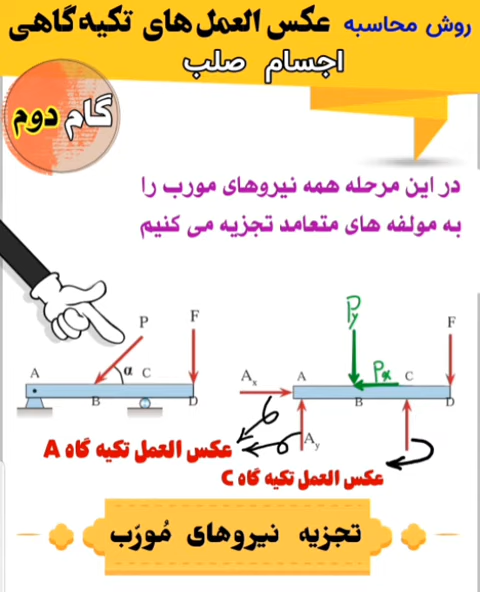 روش محاسبه عکس العمل های تکیه گاهی
اجسام صلب
گام دوم
در این مرحله همه نیروهای مورب را
به مولفه های متعامد تجزیه می کنیم
P F
A α C
B D
Py F
Ax A Px C
B D
Ay
عکس العمل تکیه گاه A
عکس العمل تکیه گاه C
تجزیه نیروهای مُورّب